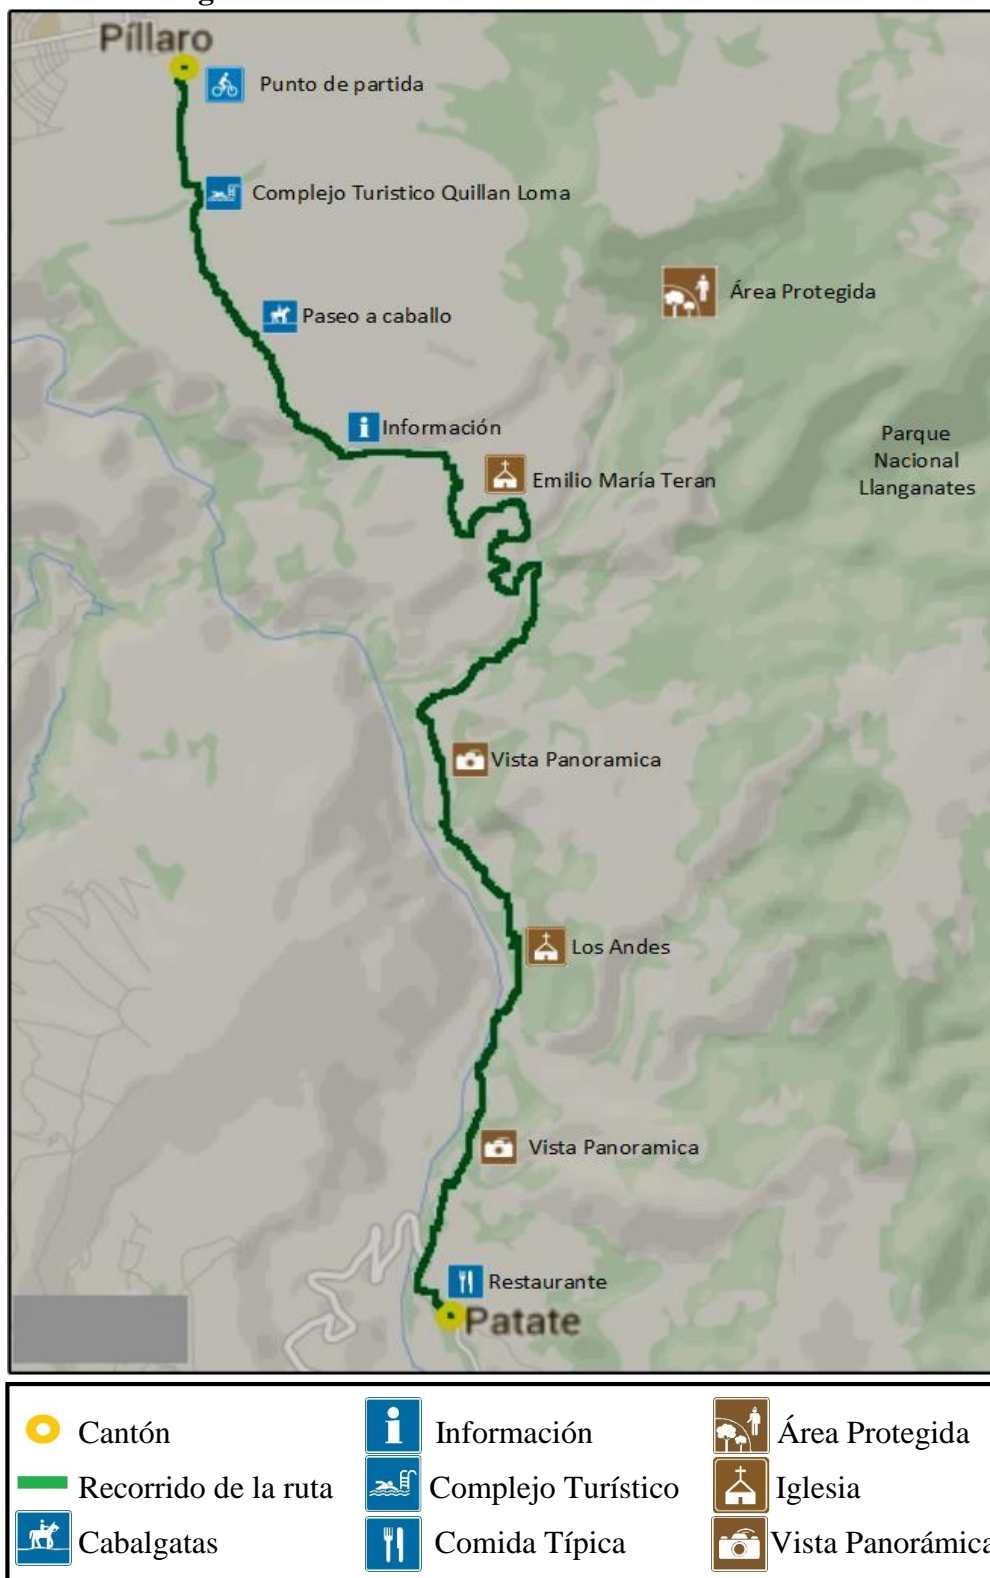 Píllaro
Punto de partida
Complejo Turistico Quillan Loma
Área Protegida
Paseo a caballo
Información
Parque
Nacional
Llanganates
Emilio María Teran
Vista Panoramica
Los Andes
Vista Panoramica
Restaurante
Patate
Cantón
Información
Área Protegida
Recorrido de la ruta
Complejo Turístico
Iglesia
Cabalgatas
Comida Típica
Vista Panorámica